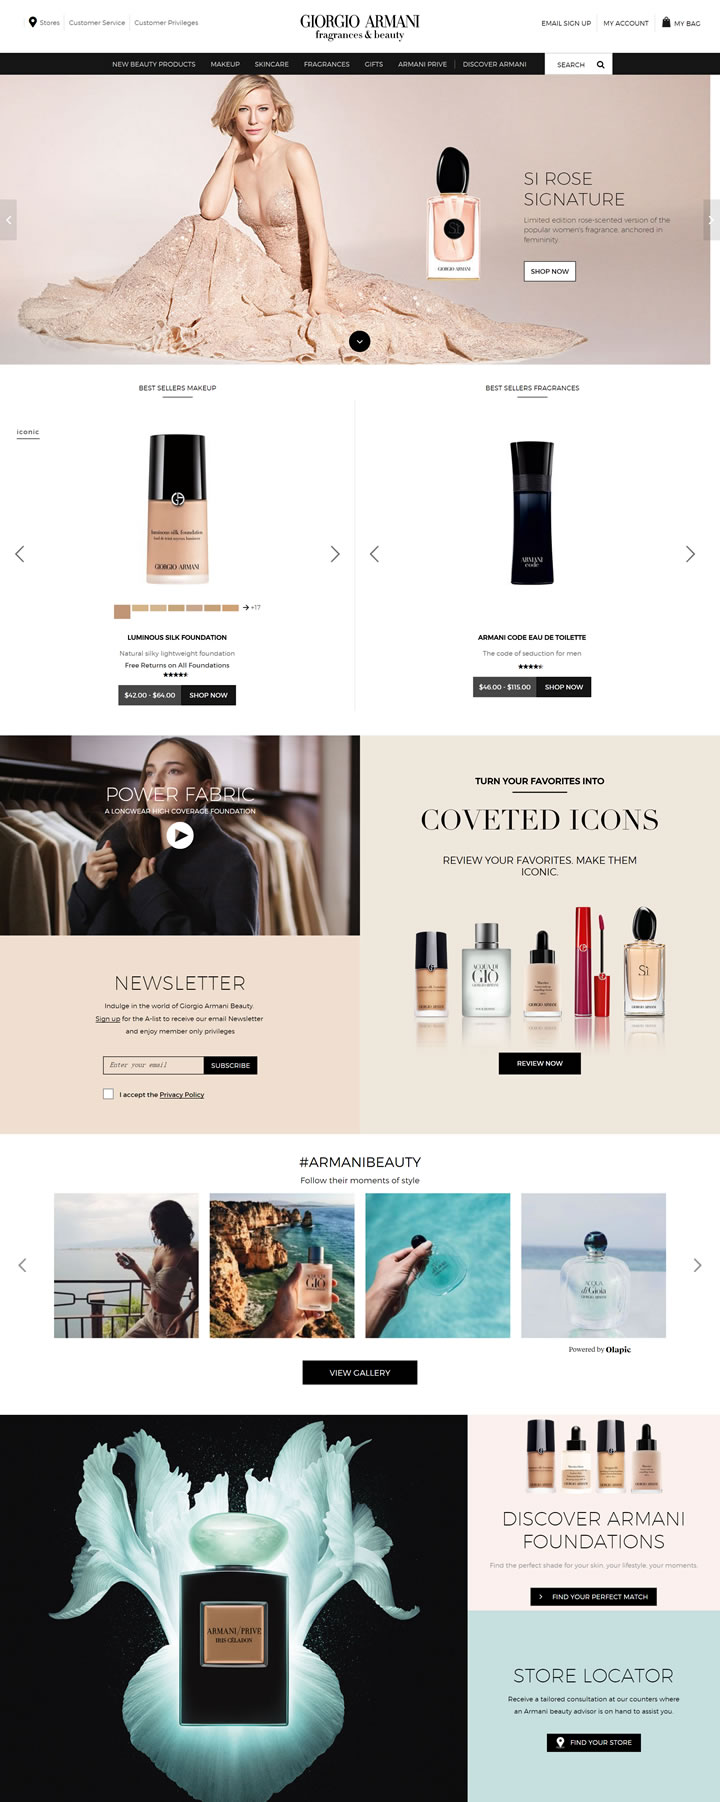 Stores
Customer Service
Customer Privileges
GIORGIO ARMANI
fragrances & beauty
EMAIL SIGN UP
MY ACCOUNT
MY BAG
NEW BEAUTY PRODUCTS
MAKEUP
SKINCARE
FRAGRANCES
GIFTS
ARMANI PRIVE
DISCOVER ARMANI
SEARCH
SI ROSE
SIGNATURE
Limited edition rose-scented version of the
popular women's fragrance, anchored in
femininity.
SHOP NOW
Sì
GIORGIO ARMANI
BEST SELLERS MAKEUP
BEST SELLERS FRAGRANCES
iconic
luminous silk foundation
GIORGIO ARMANI
ARMANI
code
+17
LUMINOUS SILK FOUNDATION
Natural silky lightweight foundation
Free Returns on All Foundations
$42.00 - $64.00
SHOP NOW
ARMANI CODE EAU DE TOILETTE
The code of seduction for men
$46.00 - $115.00
SHOP NOW
POWER FABRIC
A LONGWEAR HIGH COVERAGE FOUNDATION
TURN YOUR FAVORITES INTO
COVETED ICONS
REVIEW YOUR FAVORITES. MAKE THEM
ICONIC.
ACQUA DI
GIÒ
Sì
REVIEW NOW
NEWSLETTER
Indulge in the world of Giorgio Armani Beauty.
Sign up for the A-list to receive our email Newsletter
and enjoy member only privileges
Enter your email
SUBSCRIBE
I accept the Privacy Policy
#ARMANIBEAUTY
Follow their moments of style
GIÒ
ACQUA
di Gioia
GIORGIO ARMANI
Powered by Olapic
VIEW GALLERY
ARMANI/PRIVÉ
IRIS CÉLADON
DISCOVER ARMANI
FOUNDATIONS
Find the perfect shade for your skin, your lifestyle, your moments.
FIND YOUR PERFECT MATCH
STORE LOCATOR
Receive a tailored consultation at our counters where
an Armani beauty advisor is on hand to assist you.
FIND YOUR STORE